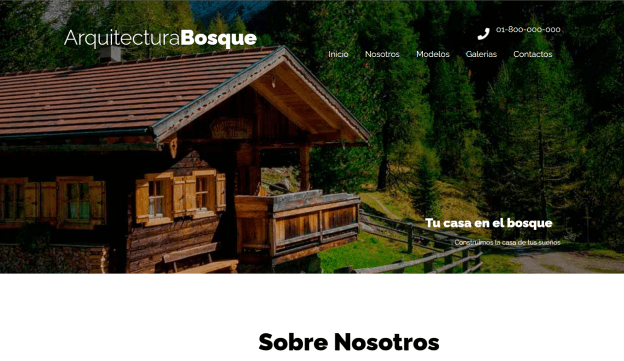 ArquitecturaBosque
01-800-000-000
Inicio Nosotros Modelos Galerias Contactos
Tu casa en el bosque
Construimos la casa de tus sueños
Sobre Nosotros